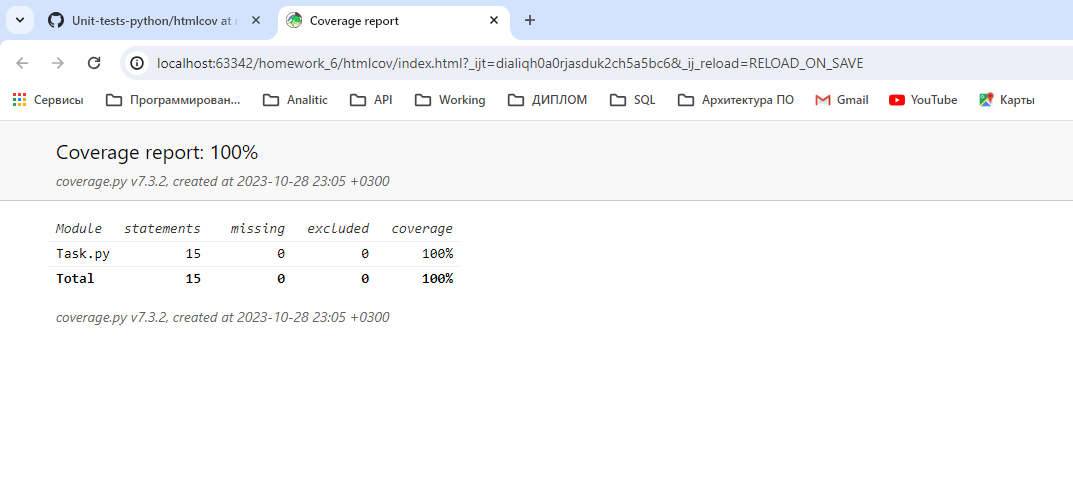 Unit-tests-python/htmlcov at r
Coverage report
localhost:63342/homework_6/htmlcov/index.html?_ijt=dialiqh0a0rjasduk2ch5a5bc6&_ij_reload=RELOAD_ON_SAVE
Сервисы Программирован... Analitic API Working ДИПЛОМ SQL Архитектура ПО Gmail YouTube Карты
Coverage report: 100%
coverage.py v7.3.2, created at 2023-10-28 23:05 +0300
Module statements missing excluded coverage
Task.py 15 0 0 100%
Total 15 0 0 100%
coverage.py v7.3.2, created at 2023-10-28 23:05 +0300